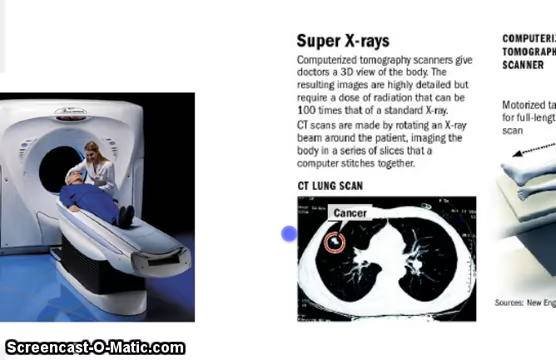 Super X-rays
Computerized tomography scanners give
doctors a 3D view of the body. The
resulting images are highly detailed but
require a dose of radiation that can be
100 times that of a standard X-ray.
CT scans are made by rotating an X-ray
beam around the patient, imaging the
body in a series of slices that a
computer stitches together.
CT LUNG SCAN
Cancer
COMPUTERIZ
TOMOGRAPH
SCANNER
Motorized ta
for full-lengt
scan
Sources: New Eng
Screencast-O-Matic.com